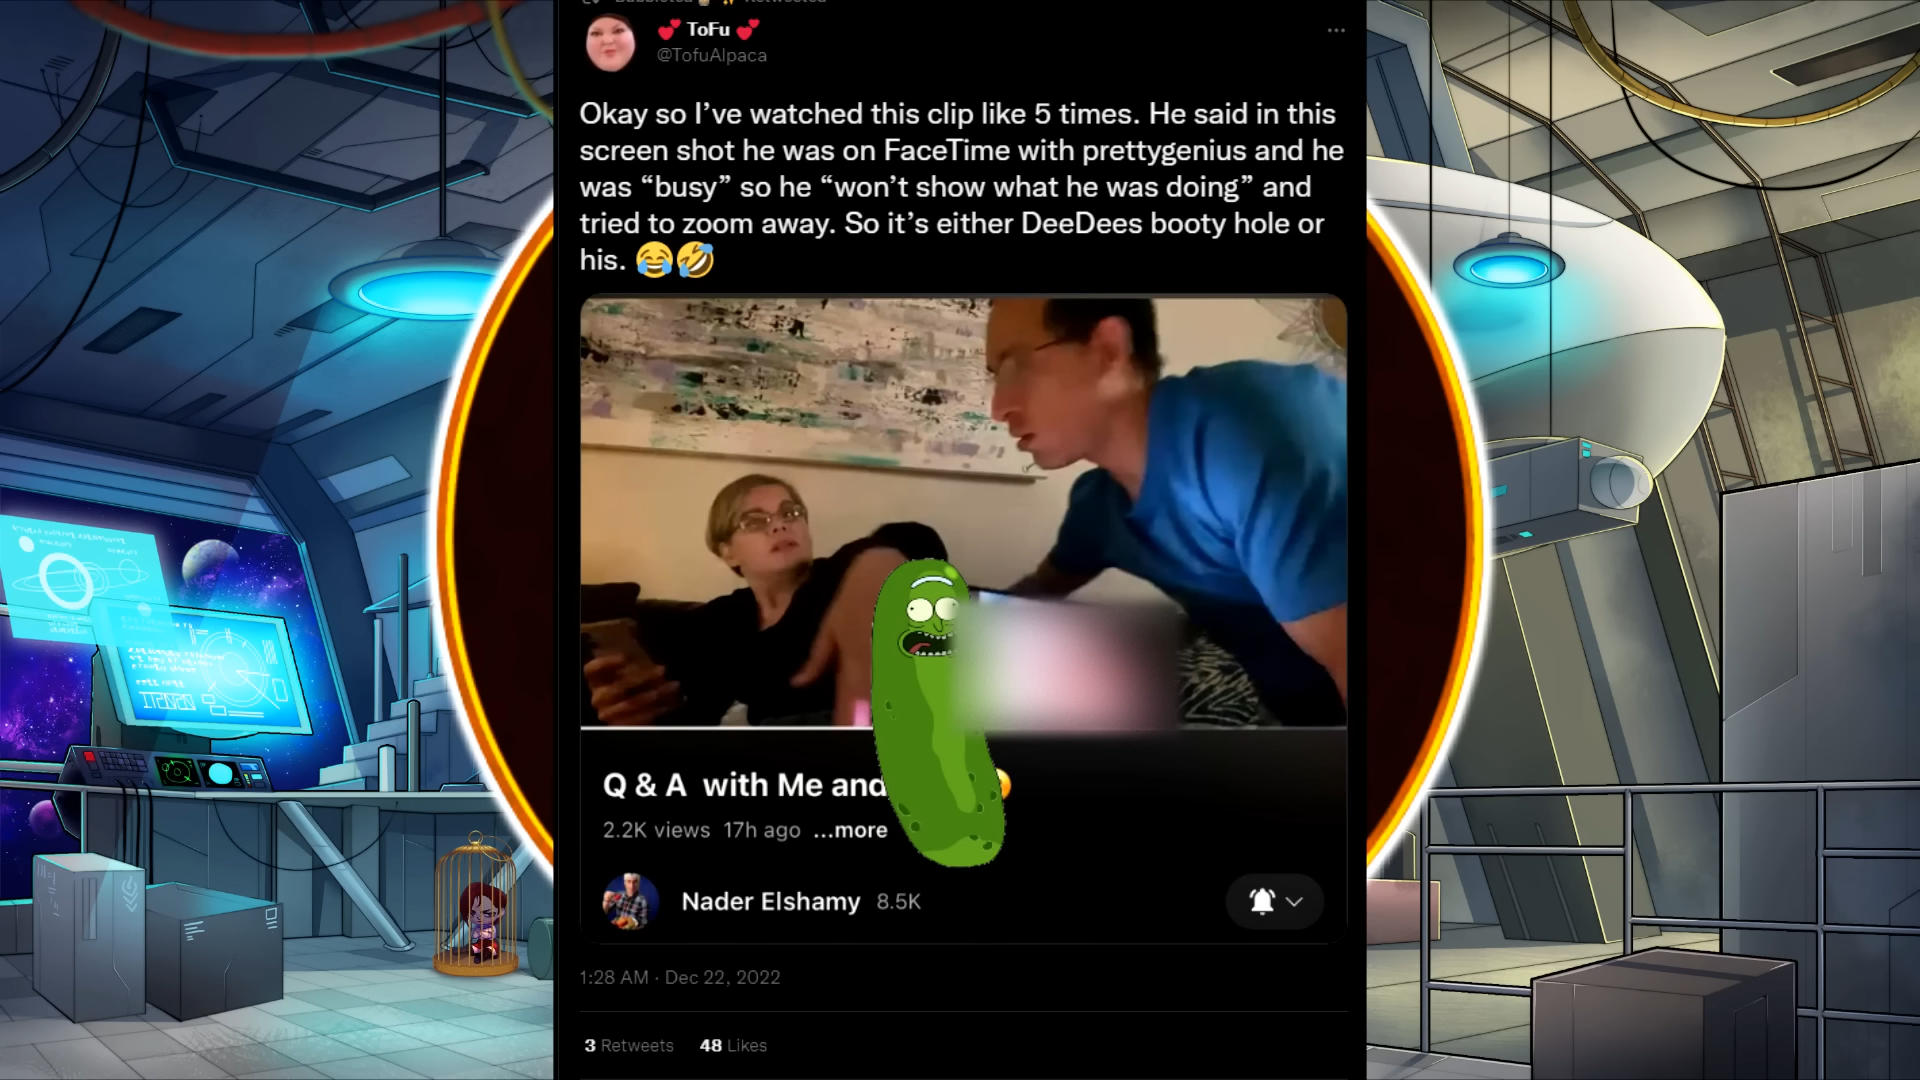 💕 ToFu 💕
@TofuAlpaca
Okay so I’ve watched this clip like 5 times. He said in this
screen shot he was on FaceTime with prettygenius and he
was “busy” so he “won’t show what he was doing” and
tried to zoom away. So it’s either DeeDees booty hole or
his. 😂🤣
Q & A with Me and
2.2K views 17h ago ...more
Nader Elshamy 8.5K
1:28 AM · Dec 22, 2022
3 Retweets 48 Likes